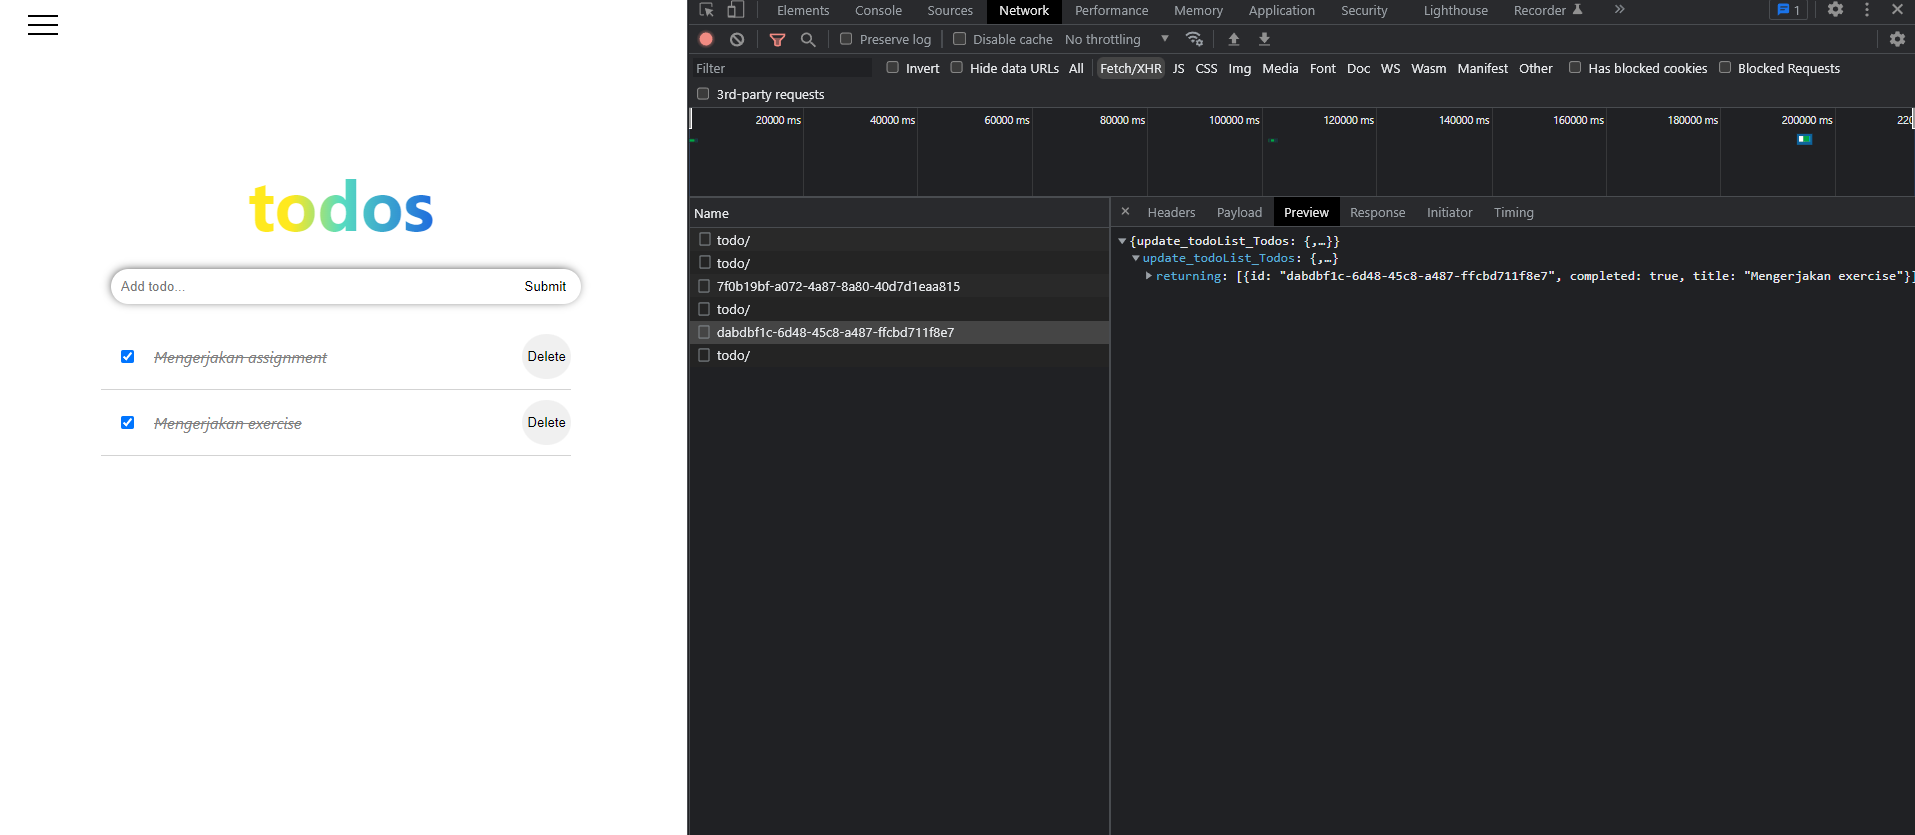 todos
Add todo...
Submit
Mengerjakan assignment
Delete
Mengerjakan exercise
Delete
Elements Console Sources Network Performance Memory Application Security Lighthouse Recorder 1
Preserve log Disable cache No throttling
Filter Invert Hide data URLs All Fetch/XHR JS CSS Img Media Font Doc WS Wasm Manifest Other Has blocked cookies Blocked Requests
3rd-party requests
20000 ms 40000 ms 60000 ms 80000 ms 100000 ms 120000 ms 140000 ms 160000 ms 180000 ms 200000 ms 220
Name
todo/
todo/
7f0b19bf-a072-4a87-8a80-40d7d1eaa815
todo/
dabdbf1c-6d48-45c8-a487-ffcbd711f8e7
todo/
× Headers Payload Preview Response Initiator Timing
{update_todoList_Todos: {,…}}
update_todoList_Todos: {,…}
returning: [{id: "dabdbf1c-6d48-45c8-a487-ffcbd711f8e7", completed: true, title: "Mengerjakan exercise"}]